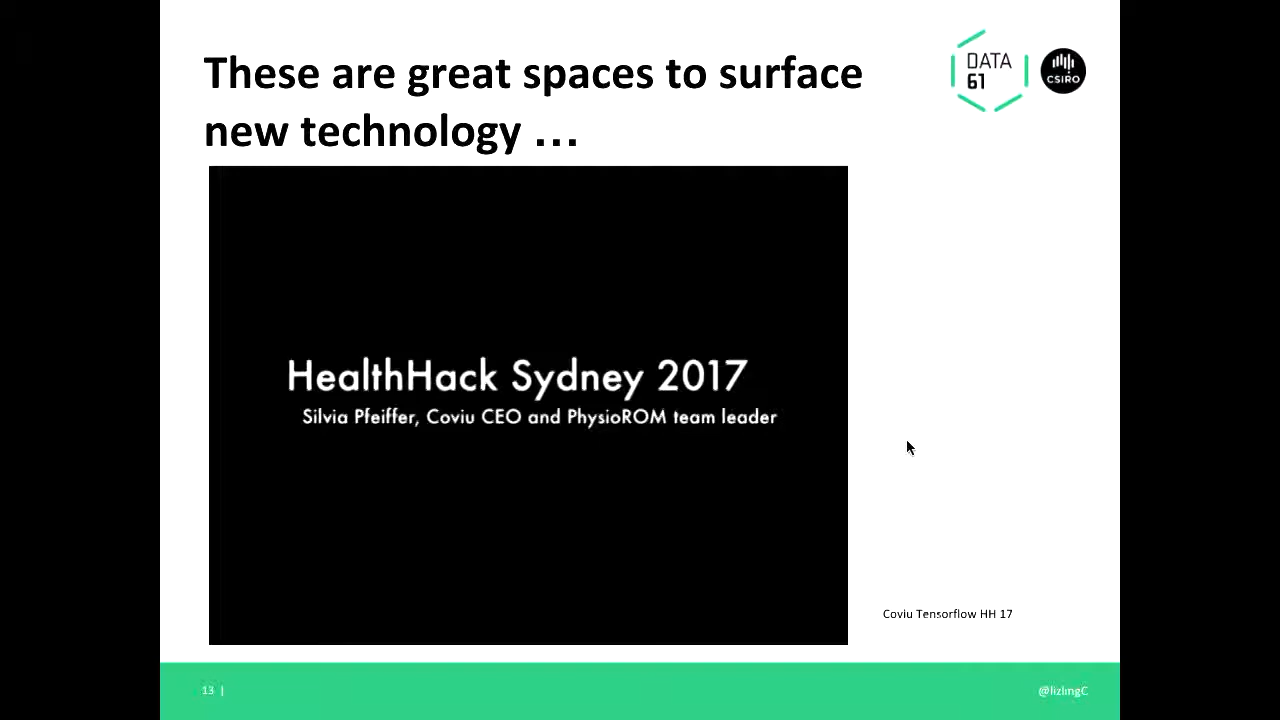 These are great spaces to surface
new technology ...
DATA
61
CSIRO
HealthHack Sydney 2017
Silvia Pfeiffer, Coviu CEO and PhysioROM team leader
Coviu Tensorflow HH 17
13 |
@lizlingC